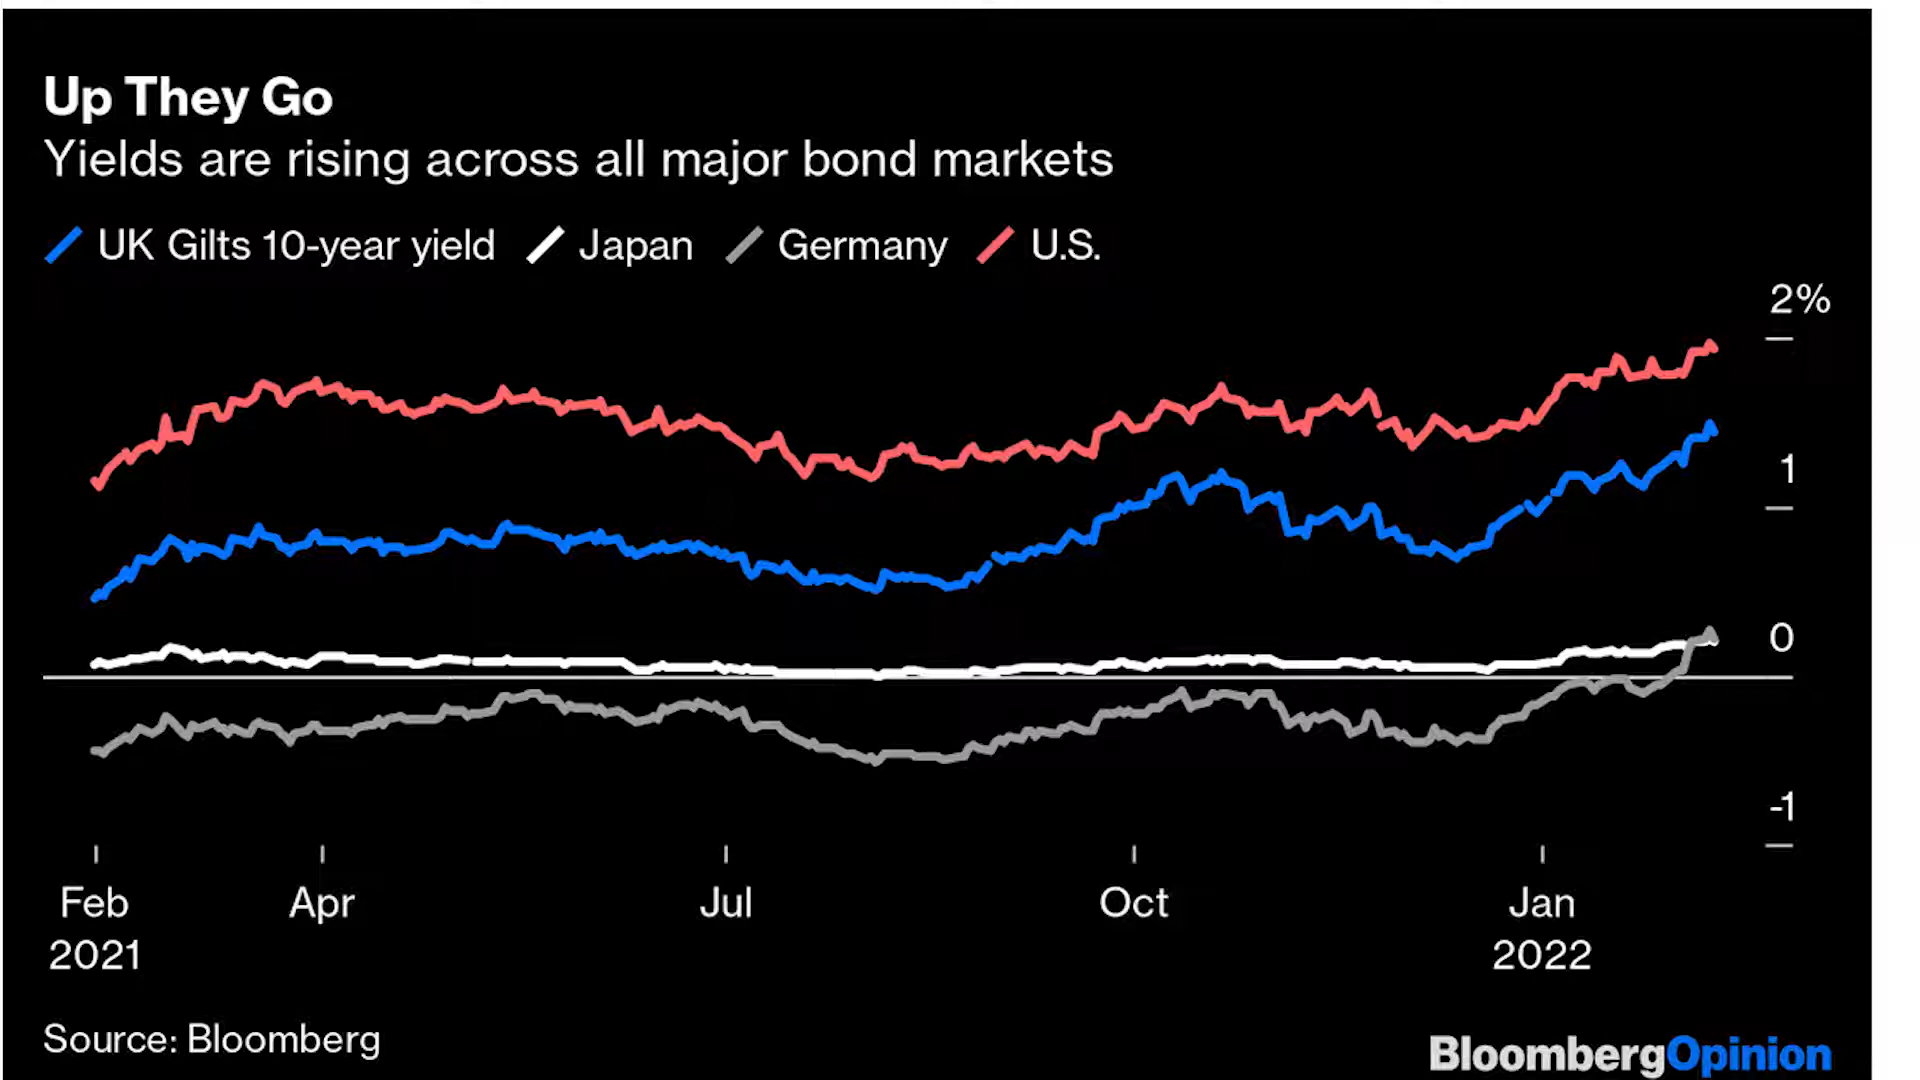 Up They Go
Yields are rising across all major bond markets
UK Gilts 10-year yield Japan Germany U.S.
2%
1
0
-1
Feb Apr Jul Oct Jan
2021 2022
Source: Bloomberg
BloombergOpinion